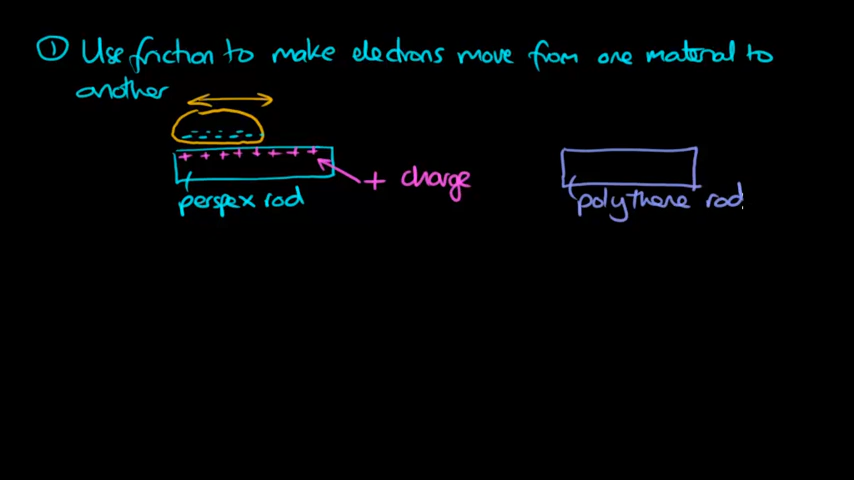 ① Use friction to make electrons move from one material to
another
+ + + + + + + +
+ charge
perspex rod
polythene rod